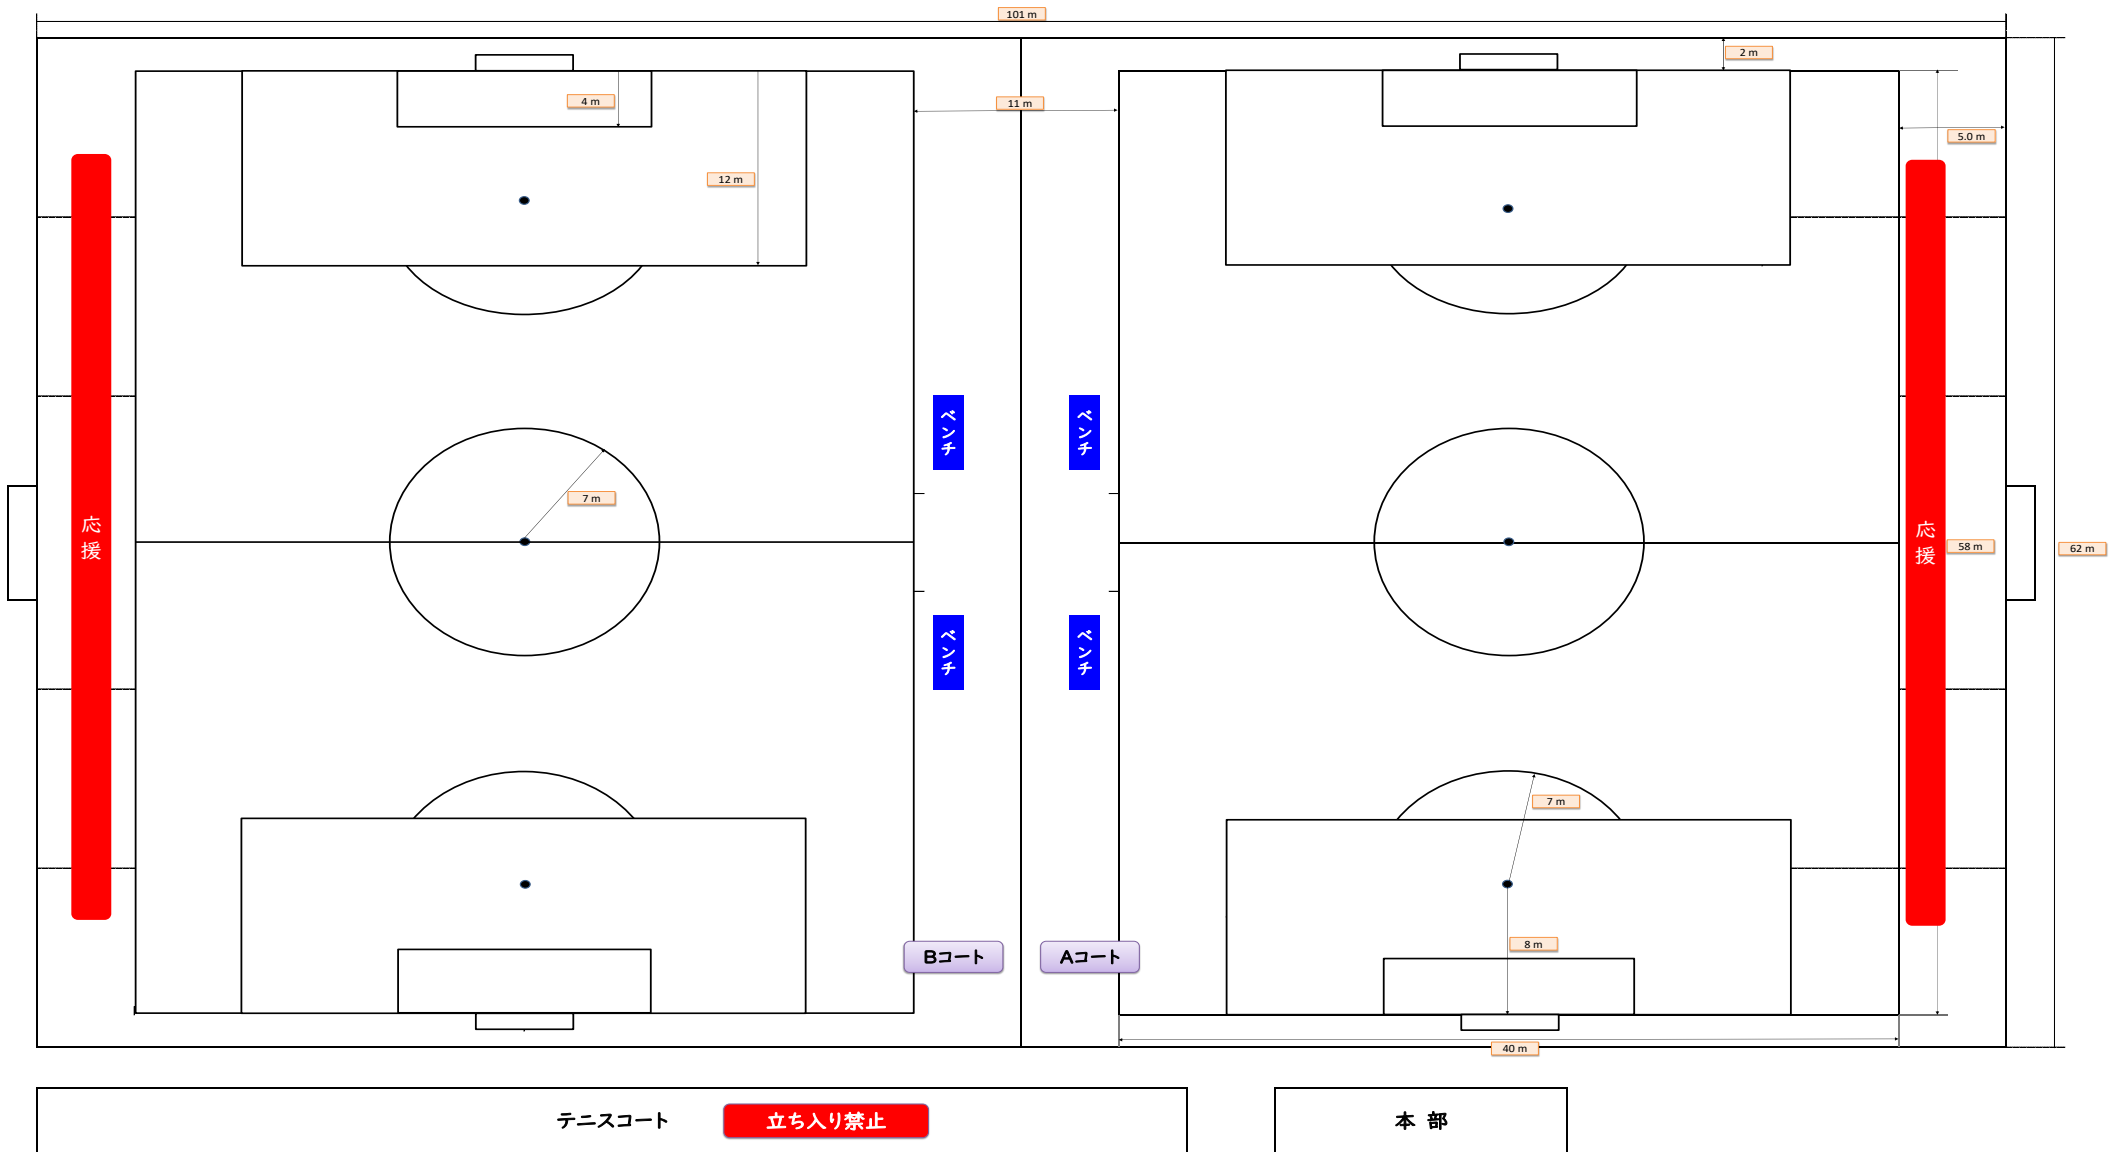 101 m
2 m
4 m
11 m
5.0 m
12 m
ベンチ
ベンチ
7 m
応援
応援
58 m
62 m
ベンチ
ベンチ
7 m
8 m
Bコート
Aコート
40 m
テニスコート
立ち入り禁止
本 部